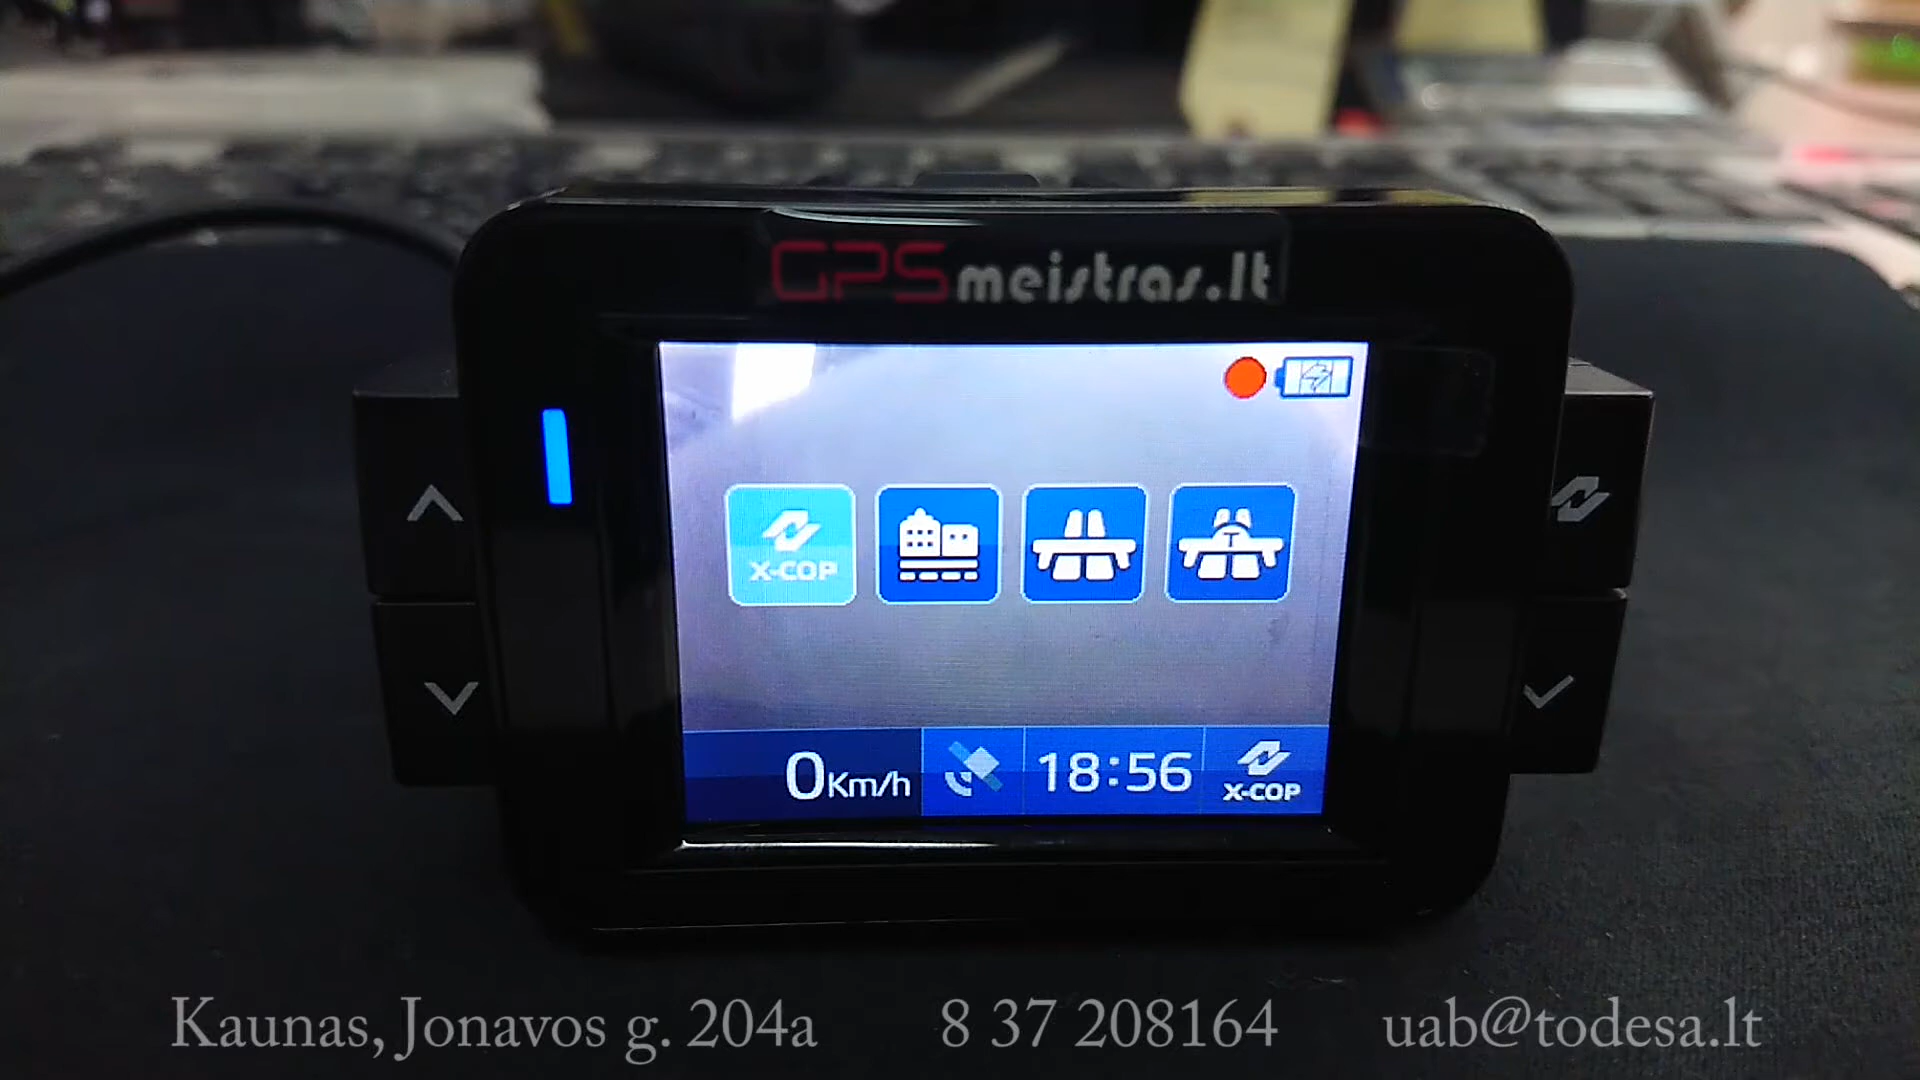 GPSmeistras.lt
X-COP
T
0Km/h 18:56 X-COP
Kaunas, Jonavos g. 204a 8 37 208164 uab@todesa.lt